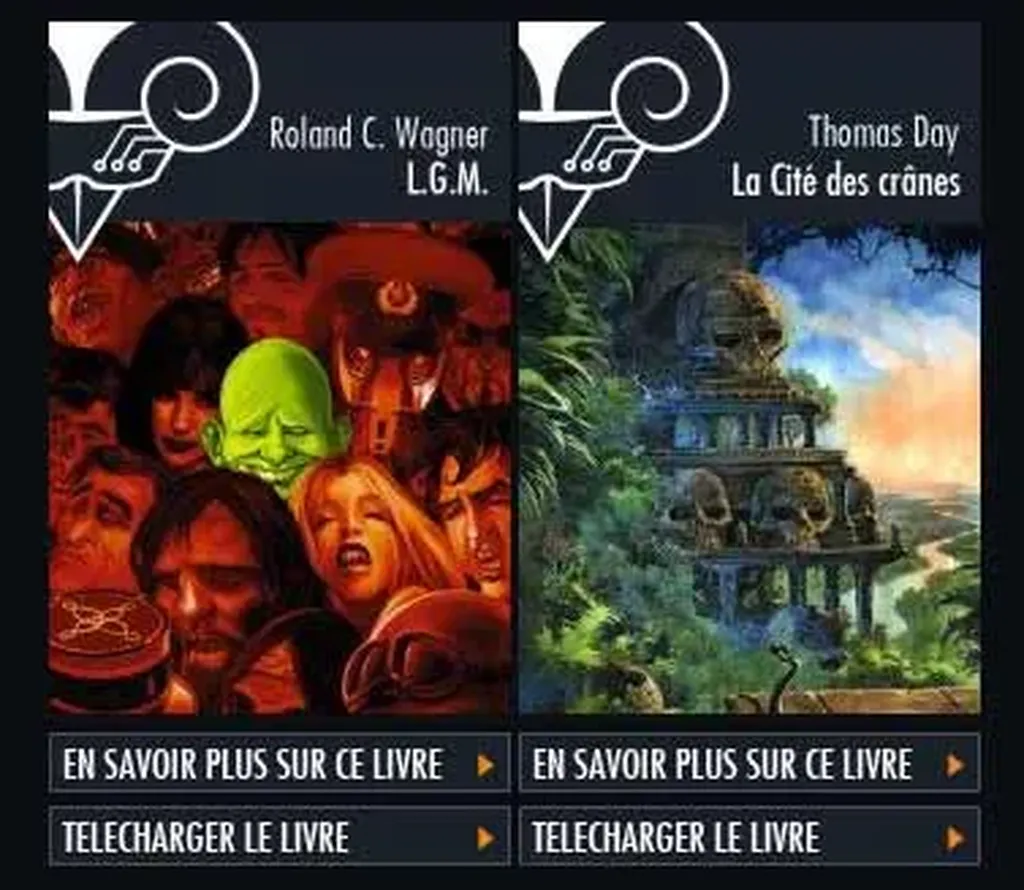 Roland C. Wagner
L.G.M.
EN SAVOIR PLUS SUR CE LIVRE
TELECHARGER LE LIVRE
Thomas Day
La Cité des crânes
EN SAVOIR PLUS SUR CE LIVRE
TELECHARGER LE LIVRE